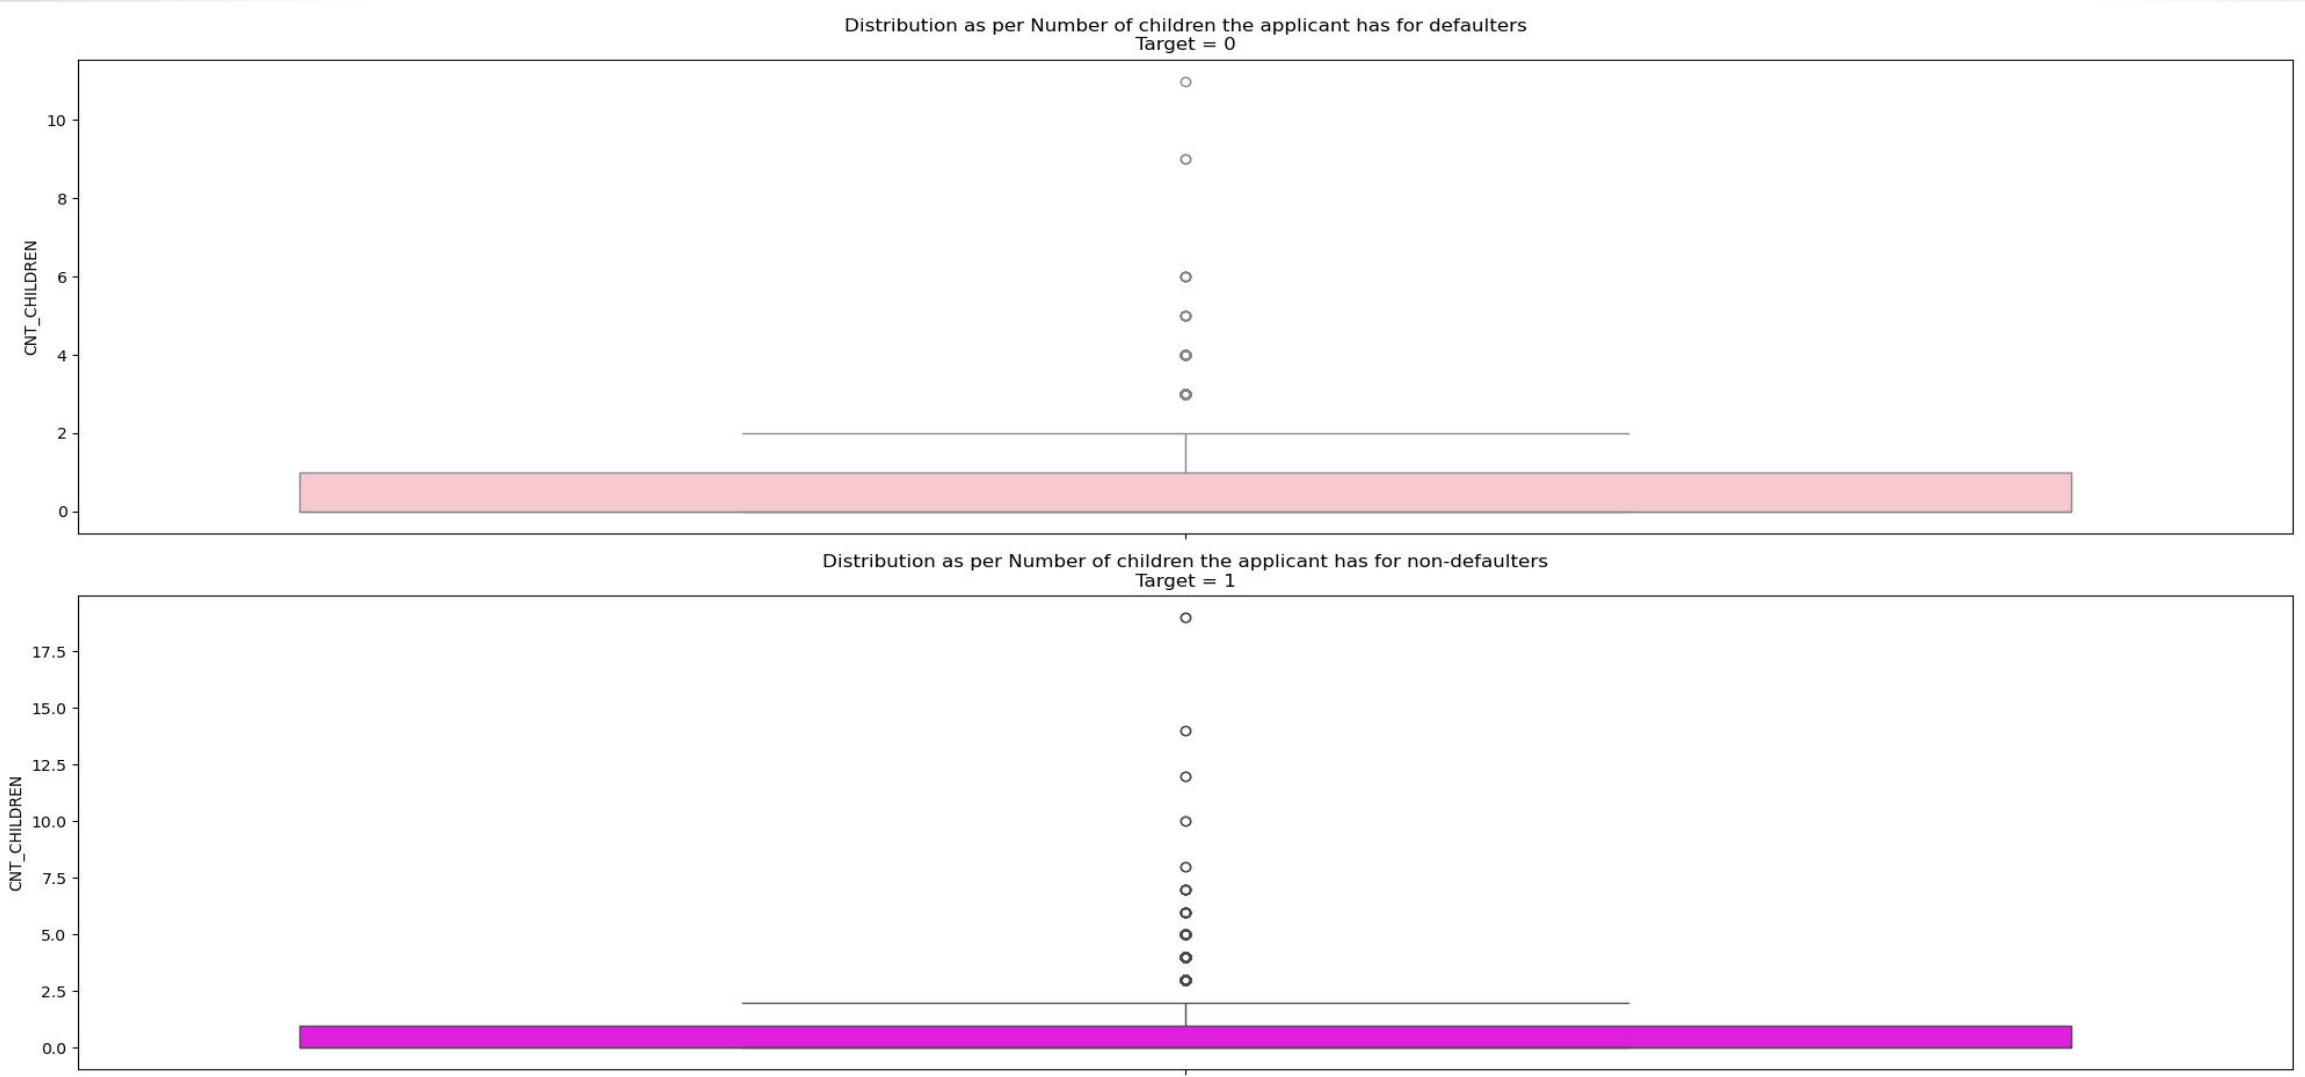 Distribution as per Number of children the applicant has for defaulters
Target = 0
10
8
6
4
2
0
CNT_CHILDREN
Distribution as per Number of children the applicant has for non-defaulters
Target = 1
17.5
15.0
12.5
10.0
7.5
5.0
2.5
0.0
CNT_CHILDREN